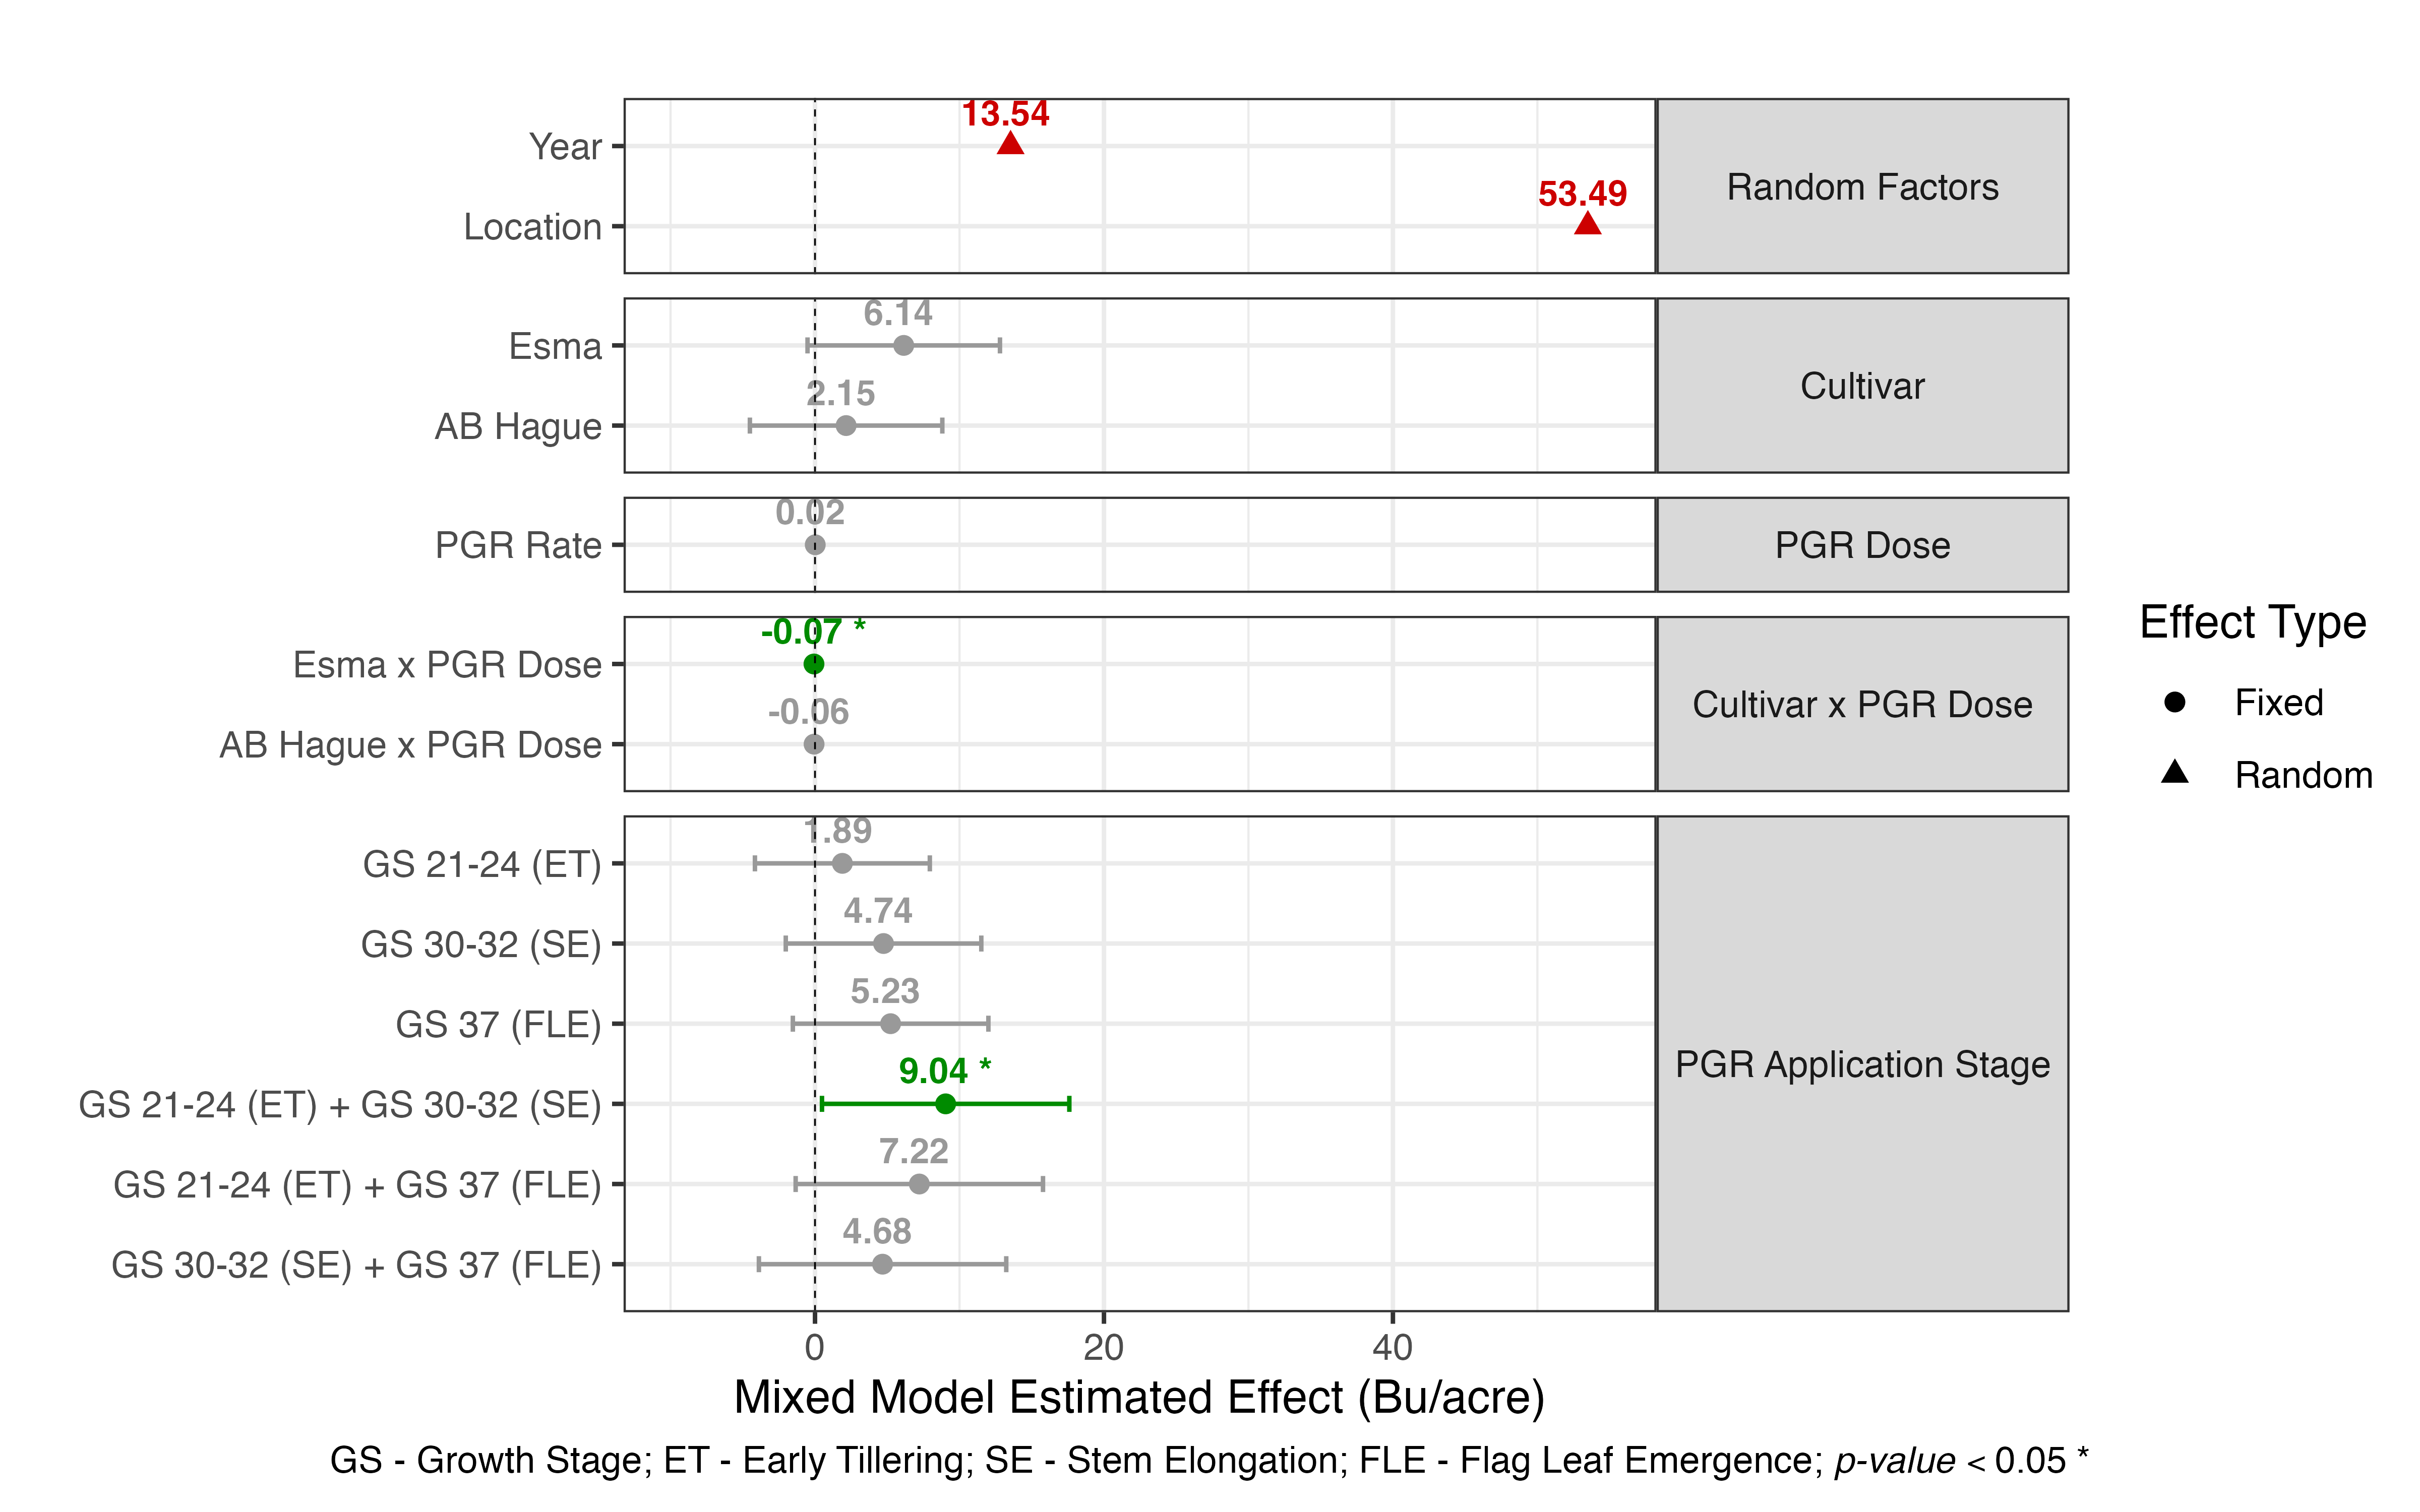 13.54
Year
Random Factors
53.49
Location
6.14
Esma
Cultivar
2.15
AB Hague
0.02
PGR Rate
PGR Dose
-0.07 *
Esma x PGR Dose
Cultivar x PGR Dose
-0.06
AB Hague x PGR Dose
Effect Type
Fixed
Random
1.89
GS 21-24 (ET)
4.74
GS 30-32 (SE)
5.23
GS 37 (FLE)
PGR Application Stage
9.04 *
GS 21-24 (ET) + GS 30-32 (SE)
7.22
GS 21-24 (ET) + GS 37 (FLE)
4.68
GS 30-32 (SE) + GS 37 (FLE)
0 20 40
Mixed Model Estimated Effect (Bu/acre)
GS - Growth Stage; ET - Early Tillering; SE - Stem Elongation; FLE - Flag Leaf Emergence; p-value < 0.05 *